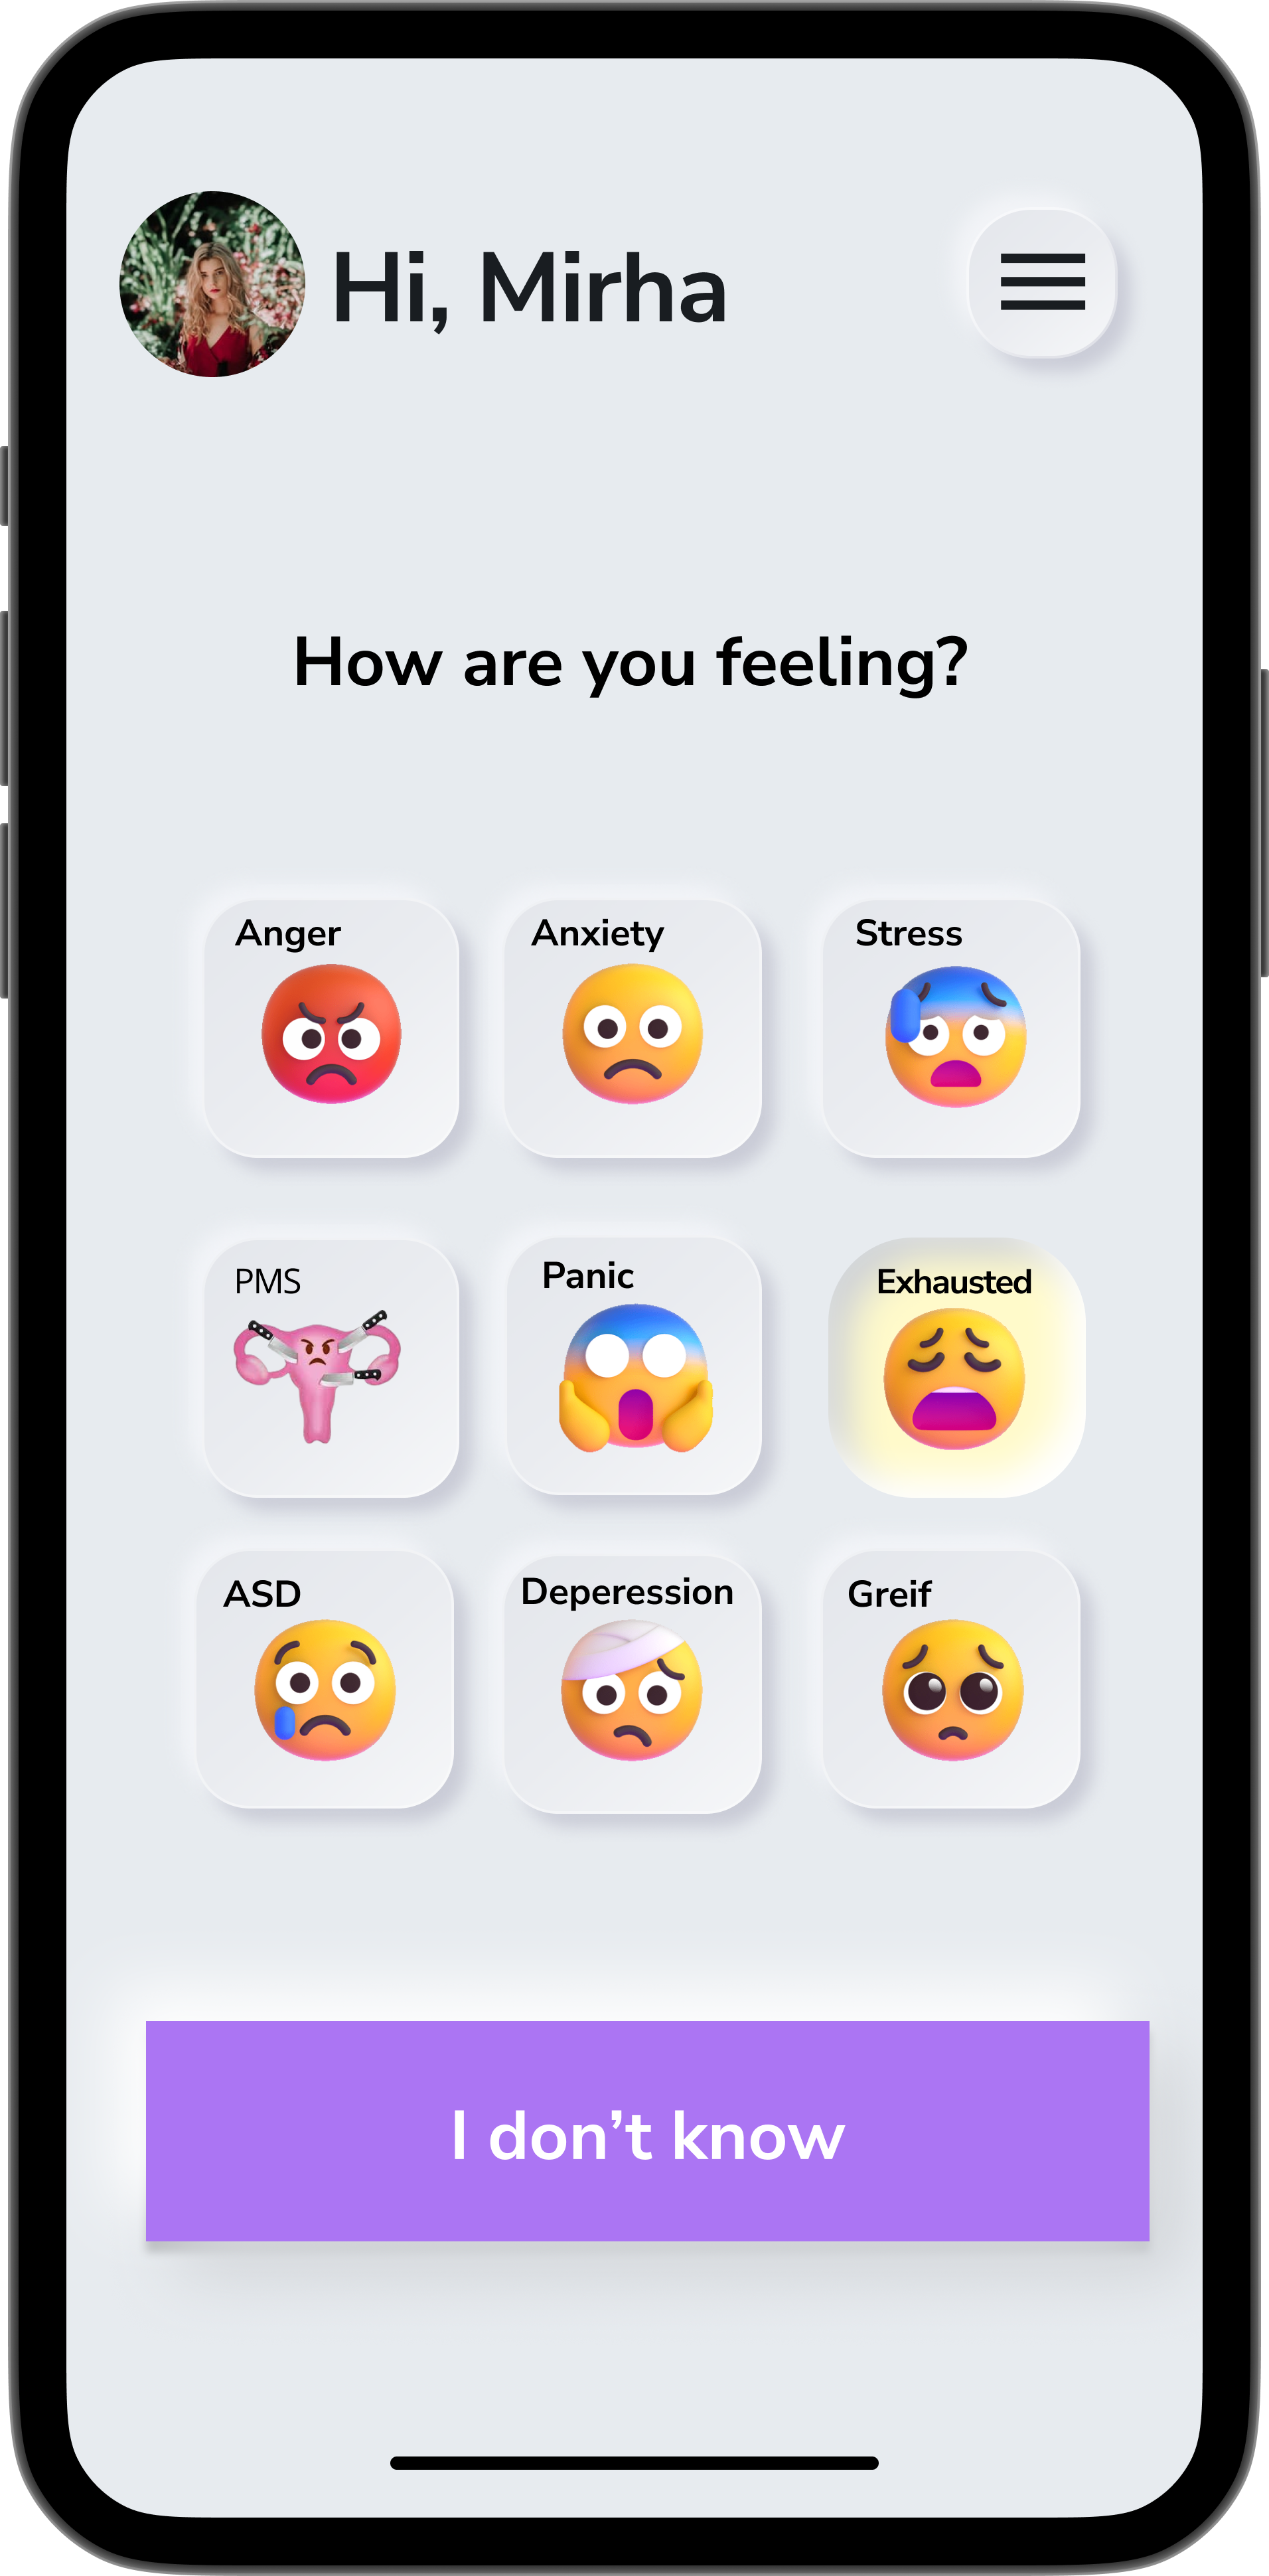 Hi, Mirha
How are you feeling?
Anger
Anxiety
Stress
PMS
Panic
Exhausted
ASD
Deperession
Greif
I don’t know